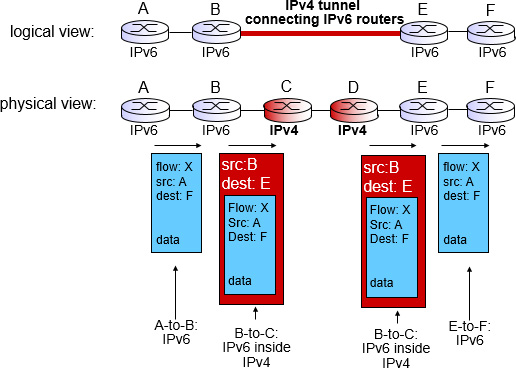 IPv4 tunnel
connecting IPv6 routers
logical view:
A B E F
IPv6 IPv6 IPv6 IPv6
physical view:
A B C D E F
IPv6 IPv6 IPv4 IPv4 IPv6 IPv6
flow: X
src: A
dest: F
data
src:B
dest: E
Flow: X
Src: A
Dest: F
data
src:B
dest: E
Flow: X
Src: A
Dest: F
data
flow: X
src: A
dest: F
data
A-to-B:
IPv6
B-to-C:
IPv6 inside
IPv4
B-to-C:
IPv6 inside
IPv4
E-to-F:
IPv6